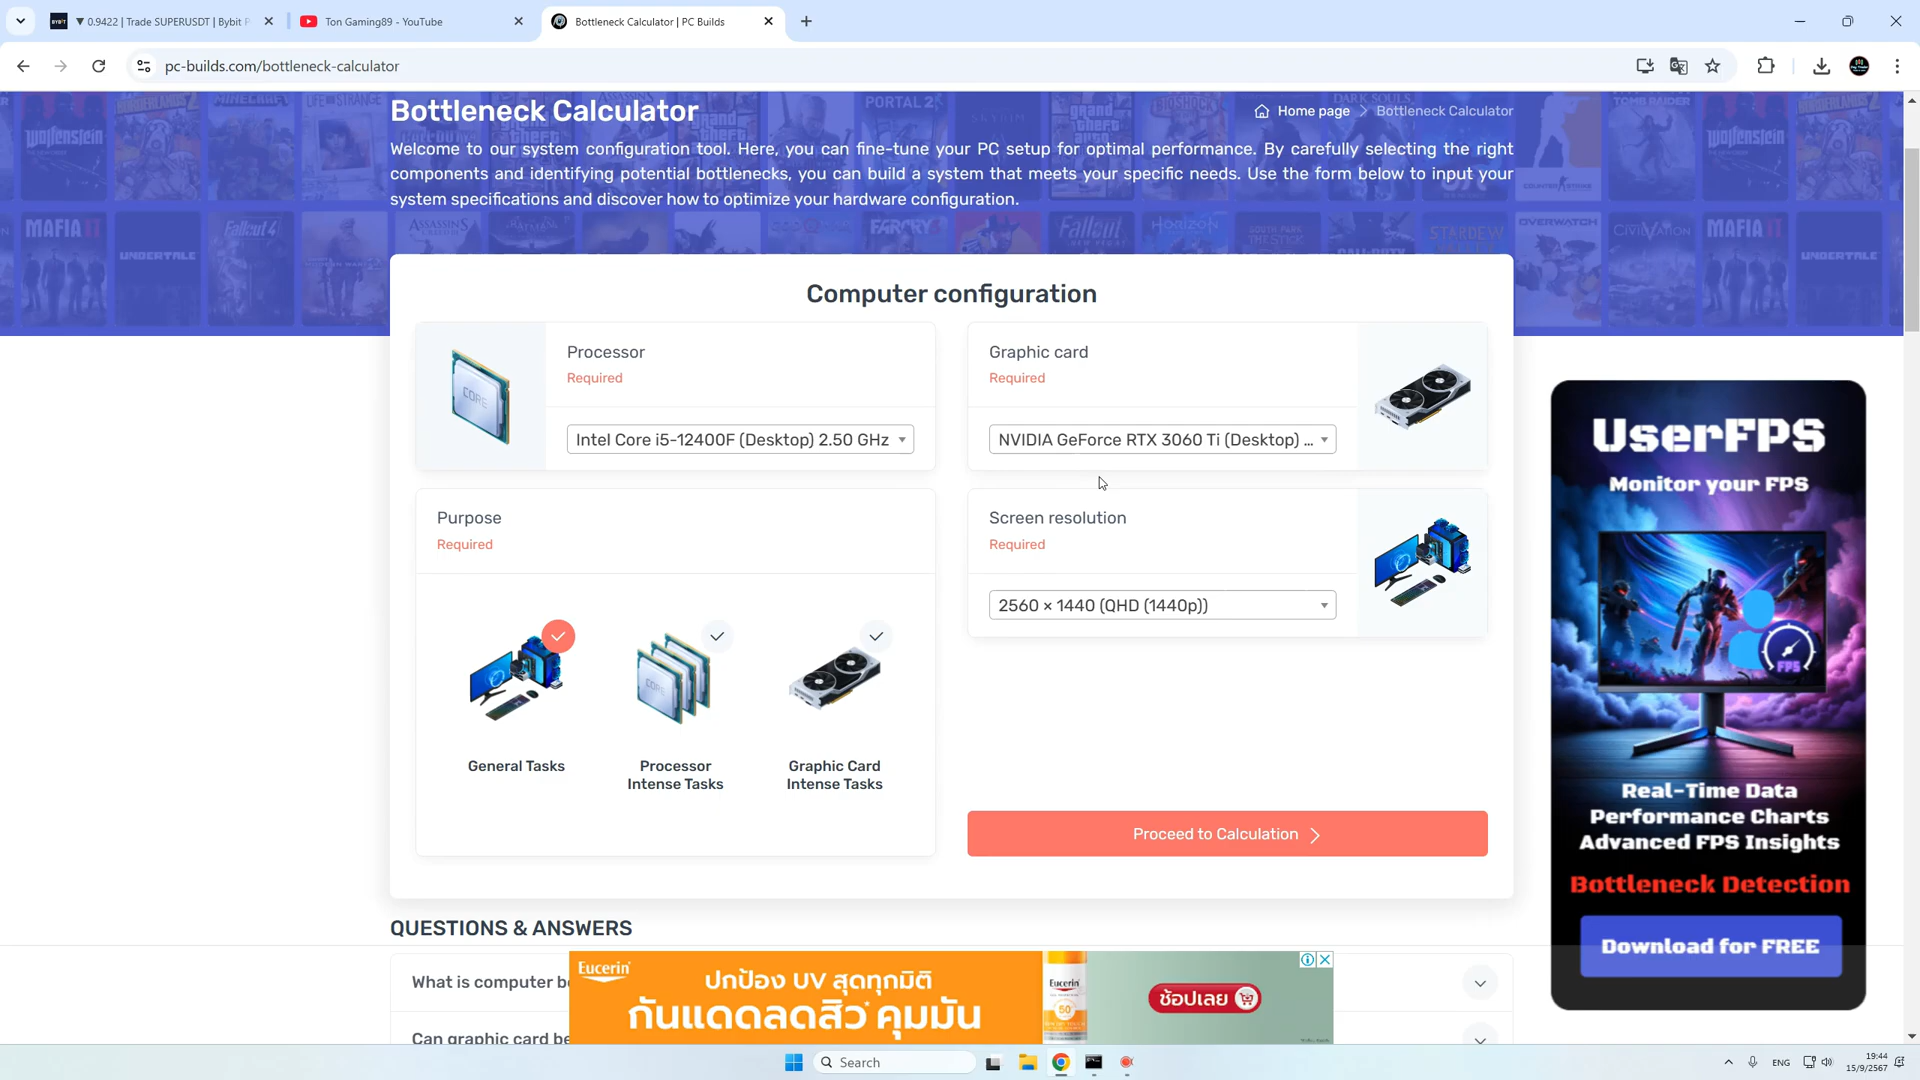 ▼ 0.9422 | Trade SUPERUSDT | Bybit P
Ton Gaming89 - YouTube
Bottleneck Calculator | PC Builds
pc-builds.com/bottleneck-calculator
Bottleneck Calculator
Home page
Bottleneck Calculator
Welcome to our system configuration tool. Here, you can fine-tune your PC setup for optimal performance. By carefully selecting the right
components and identifying potential bottlenecks, you can build a system that meets your specific needs. Use the form below to input your
system specifications and discover how to optimize your hardware configuration.
Computer configuration
Processor
Required
Intel Core i5-12400F (Desktop) 2.50 GHz
Graphic card
Required
NVIDIA GeForce RTX 3060 Ti (Desktop) ...
Purpose
Required
General Tasks
Processor
Intense Tasks
Graphic Card
Intense Tasks
Screen resolution
Required
2560 × 1440 (QHD (1440p))
Proceed to Calculation
UserFPS
Monitor your FPS
FPS
Real-Time Data
Performance Charts
Advanced FPS Insights
Bottleneck Detection
Download for FREE
QUESTIONS & ANSWERS
What is computer b
Can graphic card be
Eucerin
ปกป้อง UV สุดทุกมิติ
กันแดดลดสิว* คุมมัน
Eucerin
50
ช้อปเลย
Search
ENG
19:44
15/9/2567